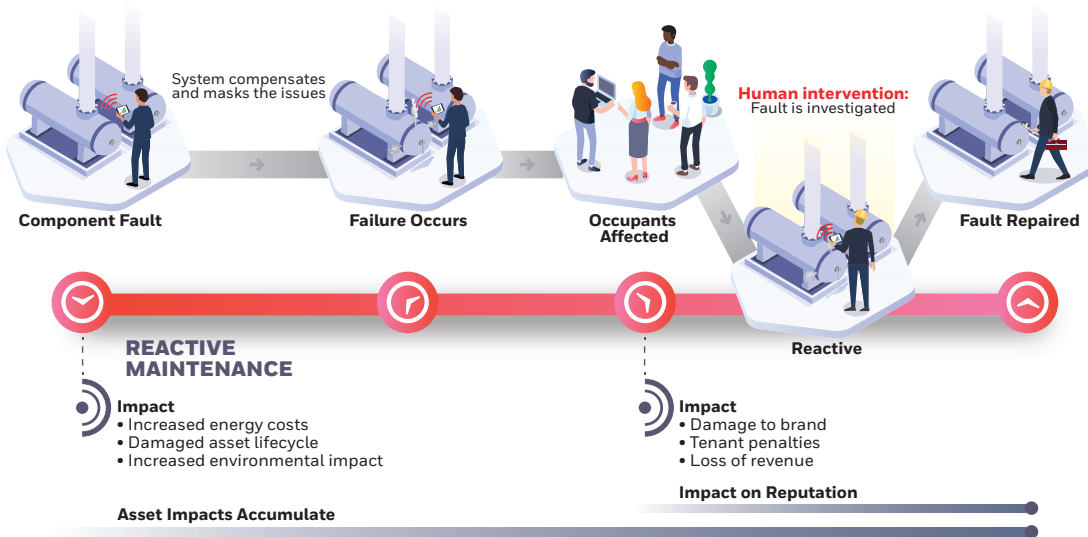 System compensates
and masks the issues
Human intervention:
Fault is investigated
Component Fault
Failure Occurs
Occupants
Affected
Fault Repaired
Reactive
REACTIVE
MAINTENANCE
Impact
• Increased energy costs
• Damaged asset lifecycle
• Increased environmental impact
Impact
• Damage to brand
• Tenant penalties
• Loss of revenue
Impact on Reputation
Asset Impacts Accumulate